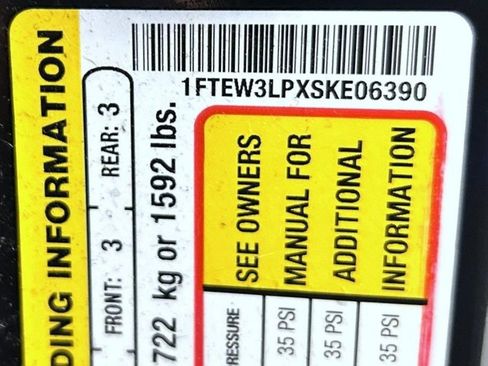 1FTEW3LPXSKE06390
DING INFORMATION
FRONT: 3 REAR: 3
722 kg or 1592 lbs.
SEE OWNERS
MANUAL FOR
ADDITIONAL
INFORMATION
RESSURE
35 PSI
35 PSI
35 PSI